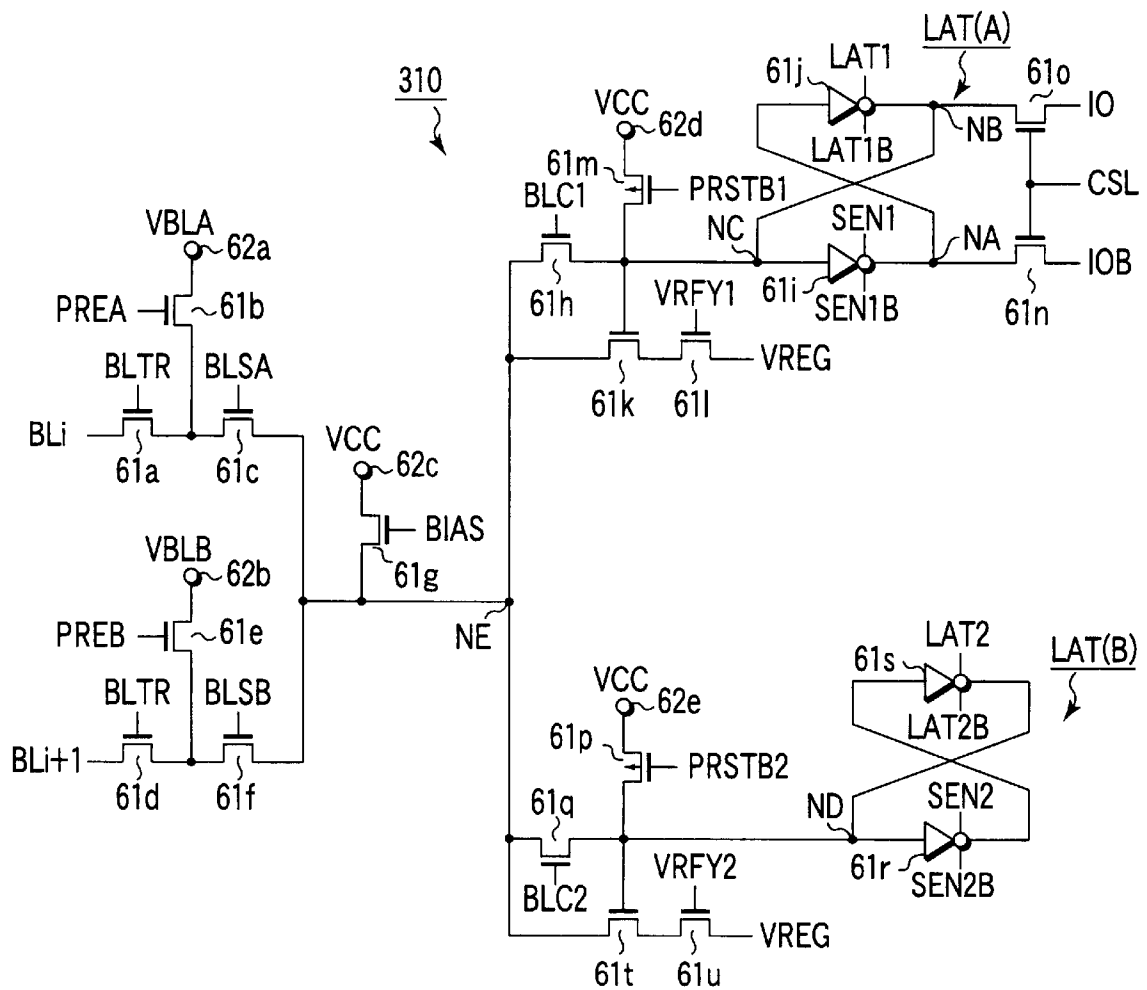 310
LAT(A)
LAT1
61j
61o
IO
VCC
62d
NB
LAT1B
61m
PRSTB1
BLC1
CSL
VBLA
62a
NC
SEN1
NA
IOB
PREA
61b
61h
VRFY1
61i
SEN1B
61n
BLTR
BLSA
VREG
61k
61l
BLi
61a
61c
VCC
62c
BIAS
61g
VBLB
62b
NE
PREB
61e
LAT2
LAT(B)
61s
VCC
62e
BLTR
BLSB
61p
LAT2B
PRSTB2
BLi+1
61d
61f
61q
ND
SEN2
VRFY2
61r
SEN2B
BLC2
VREG
61t
61u